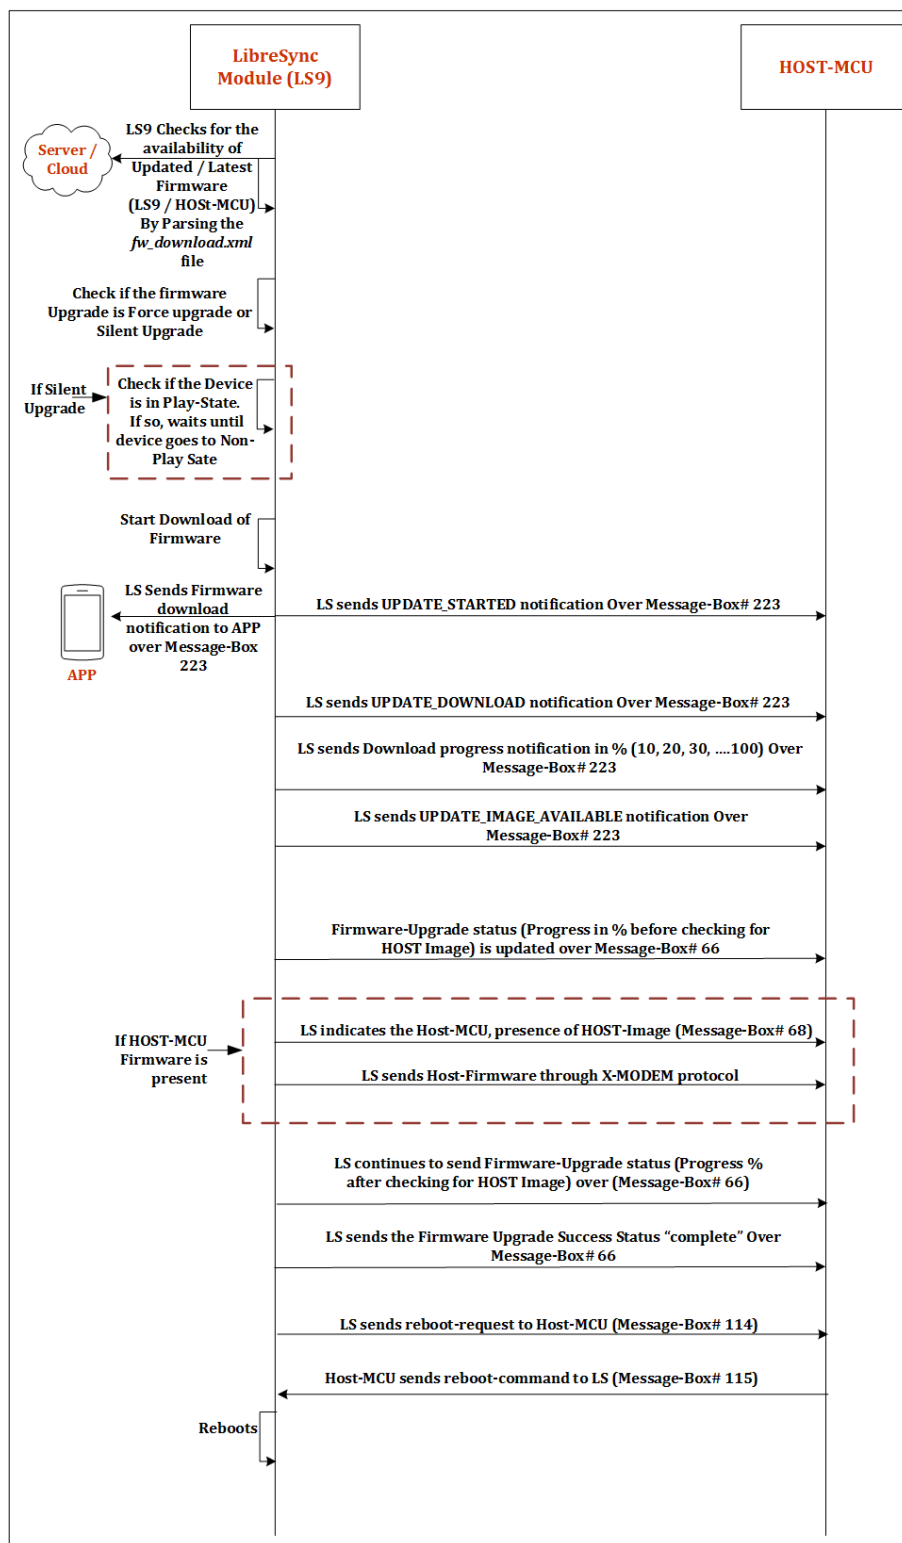 LibreSync
Module (LS9)
HOST-MCU
Server /
Cloud
LS9 Checks for the
availability of
Updated / Latest
Firmware
(LS9 / HOSt-MCU)
By Parsing the
fw_download.xml
file
Check if the firmware
Upgrade is Force upgrade or
Silent Upgrade
If Silent
Upgrade
Check if the Device
is in Play-State.
If so, waits until
device goes to Non-
Play Sate
Start Download of
Firmware
LS Sends Firmware
download
notification to APP
over Message-Box
223
APP
LS sends UPDATE_STARTED notification Over Message-Box# 223
LS sends UPDATE_DOWNLOAD notification Over Message-Box# 223
LS sends Download progress notification in % (10, 20, 30, ....100) Over
Message-Box# 223
LS sends UPDATE_IMAGE_AVAILABLE notification Over
Message-Box# 223
Firmware-Upgrade status (Progress in % before checking for
HOST Image) is updated over Message-Box# 66
If HOST-MCU
Firmware is
present
LS indicates the Host-MCU, presence of HOST-Image (Message-Box# 68)
LS sends Host-Firmware through X-MODEM protocol
LS continues to send Firmware-Upgrade status (Progress %
after checking for HOST Image) over (Message-Box# 66)
LS sends the Firmware Upgrade Success Status “complete” Over
Message-Box# 66
LS sends reboot-request to Host-MCU (Message-Box# 114)
Host-MCU sends reboot-command to LS (Message-Box# 115)
Reboots